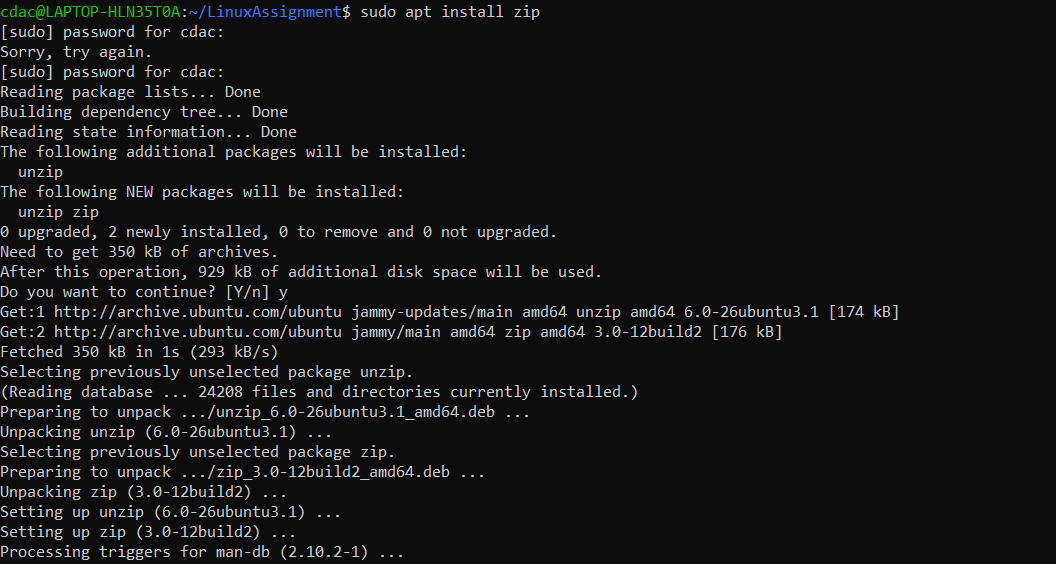 cdac@LAPTOP-HLN35T0A:~/LinuxAssignment$ sudo apt install zip
[sudo] password for cdac:
Sorry, try again.
[sudo] password for cdac:
Reading package lists... Done
Building dependency tree... Done
Reading state information... Done
The following additional packages will be installed:
  unzip
The following NEW packages will be installed:
  unzip zip
0 upgraded, 2 newly installed, 0 to remove and 0 not upgraded.
Need to get 350 kB of archives.
After this operation, 929 kB of additional disk space will be used.
Do you want to continue? [Y/n] y
Get:1 http://archive.ubuntu.com/ubuntu jammy-updates/main amd64 unzip amd64 6.0-26ubuntu3.1 [174 kB]
Get:2 http://archive.ubuntu.com/ubuntu jammy/main amd64 zip amd64 3.0-12build2 [176 kB]
Fetched 350 kB in 1s (293 kB/s)
Selecting previously unselected package unzip.
(Reading database ... 24208 files and directories currently installed.)
Preparing to unpack .../unzip_6.0-26ubuntu3.1_amd64.deb ...
Unpacking unzip (6.0-26ubuntu3.1) ...
Selecting previously unselected package zip.
Preparing to unpack .../zip_3.0-12build2_amd64.deb ...
Unpacking zip (3.0-12build2) ...
Setting up unzip (6.0-26ubuntu3.1) ...
Setting up zip (3.0-12build2) ...
Processing triggers for man-db (2.10.2-1) ...